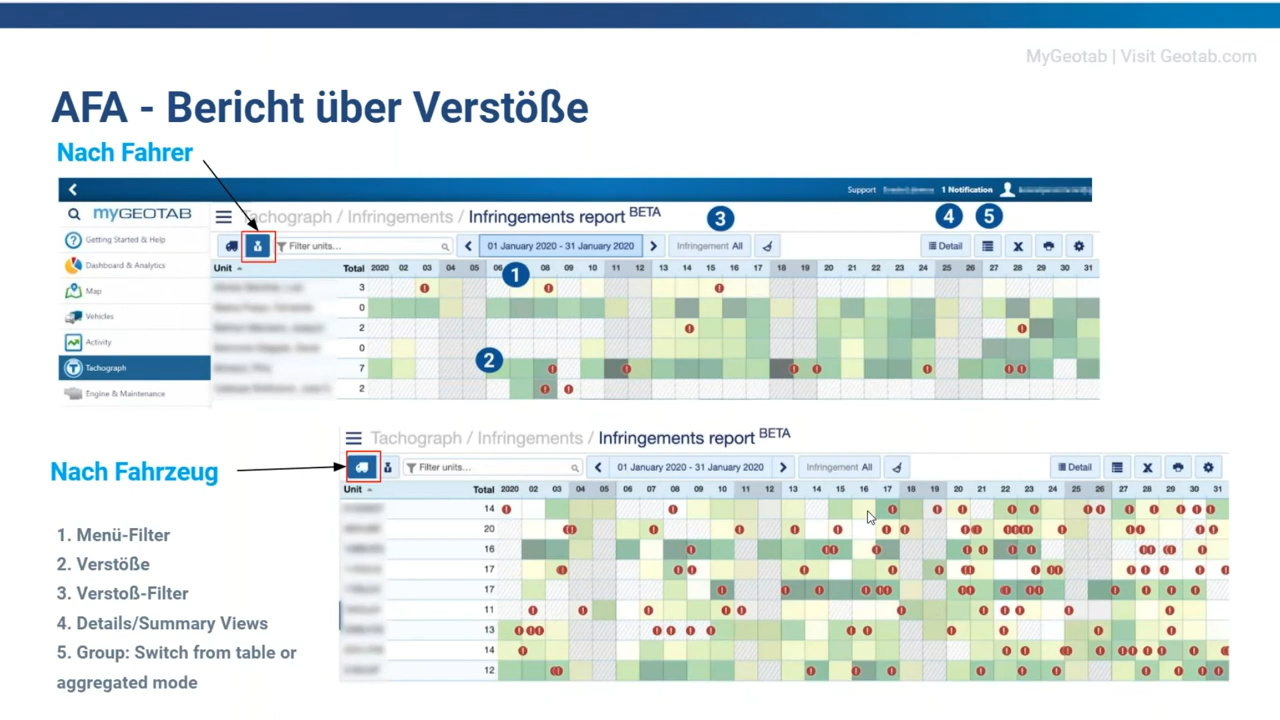 MyGeotab | Visit Geotab.com
AFA - Bericht über Verstöße
Nach Fahrer
Support
1 Notification
myGEOTAB
Getting Started & Help
Dashboard & Analytics
Map
Vehicles
Activity
Tachograph
Engine & Maintenance
Tachograph / Infringements / Infringements report BETA
3
4
5
Filter units...
01 January 2020 - 31 January 2020
Infringement All
Detail
X
Unit Total 2020 02 03 04 05 06 08 09 10 11 12 13 14 15 16 17 18 19 20 21 22 23 24 25 26 27 28 29 30 31
1
3
0
2
0
2
7
2
Nach Fahrzeug
Tachograph / Infringements / Infringements report BETA
Filter units...
01 January 2020 - 31 January 2020
Infringement All
Detail
X
Unit Total 2020 02 03 04 05 06 07 08 09 10 11 12 13 14 15 16 17 18 19 20 21 22 23 24 25 26 27 28 29 30 31
14
20
16
17
17
11
13
14
12
1. Menü-Filter
2. Verstöße
3. Verstoß-Filter
4. Details/Summary Views
5. Group: Switch from table or
aggregated mode